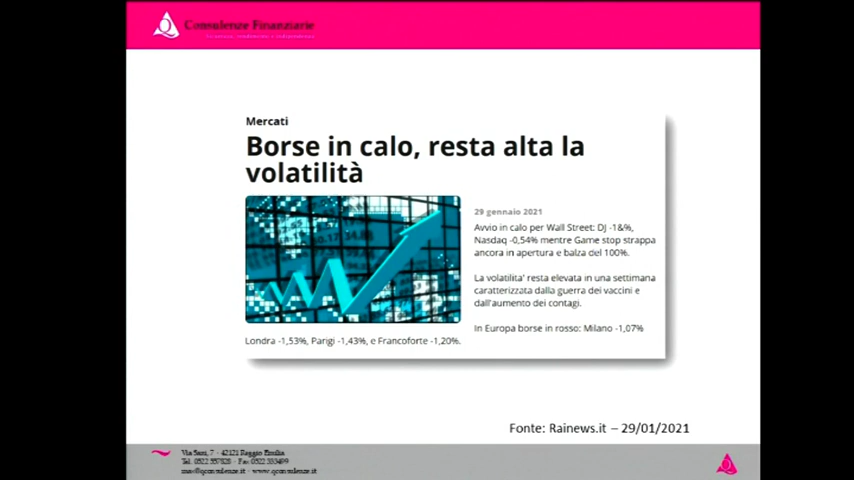 Consulenze Finanziarie
Mercati
Borse in calo, resta alta la
volatilità
29 gennaio 2021
Avvio in calo per Wall Street: DJ -1&%,
Nasdaq -0,54% mentre Game stop strappa
ancora in apertura e balza del 100%.
La volatilita' resta elevata in una settimana
caratterizzata dalla guerra dei vaccini e
dall'aumento dei contagi.
In Europa borse in rosso: Milano -1,07%
Londra -1,53%, Parigi -1,43%, e Francoforte -1,20%.
Fonte: Rainews.it – 29/01/2021
42121 Reggio Emilia
www.qconsulenze.it